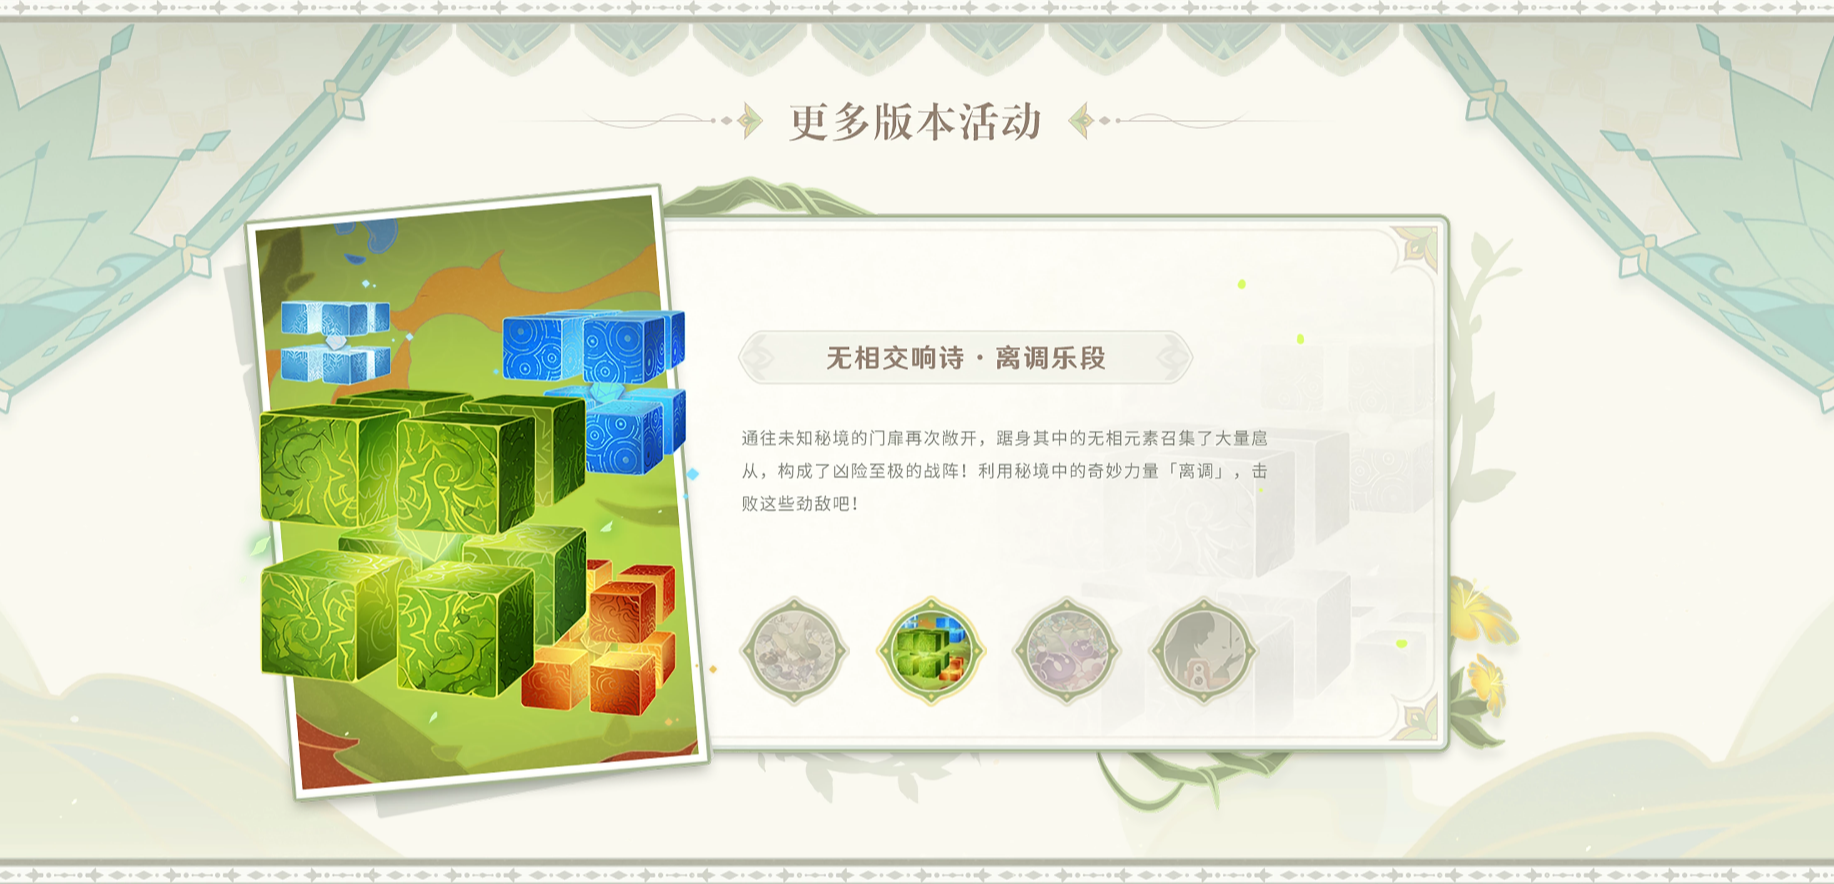 更多版本活动
无相交响诗·离调乐段
通往未知秘境的门扉再次敞开，踞身其中的无相元素召集了大量扈
从，构成了凶险至极的战阵！利用秘境中的奇妙力量「离调」，击
败这些劲敌吧！